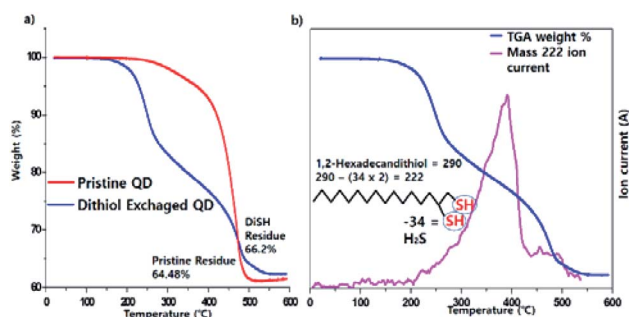 a)
100
90
80
70
60
Weight (%)
Pristine QD
Dithiol Exchaged QD
DiSH
Residue
66.2%
Pristine Residue
64.48%
0 100 200 300 400 500 600
Temperature (℃)
b)
TGA weight %
Mass 222 ion
current
1,2-Hexadecandithiol = 290
290 – (34 x 2) = 222
SH
SH
-34 =
H₂S
0 100 200 300 400 500 600
Temperature (℃)
Ion current (A)